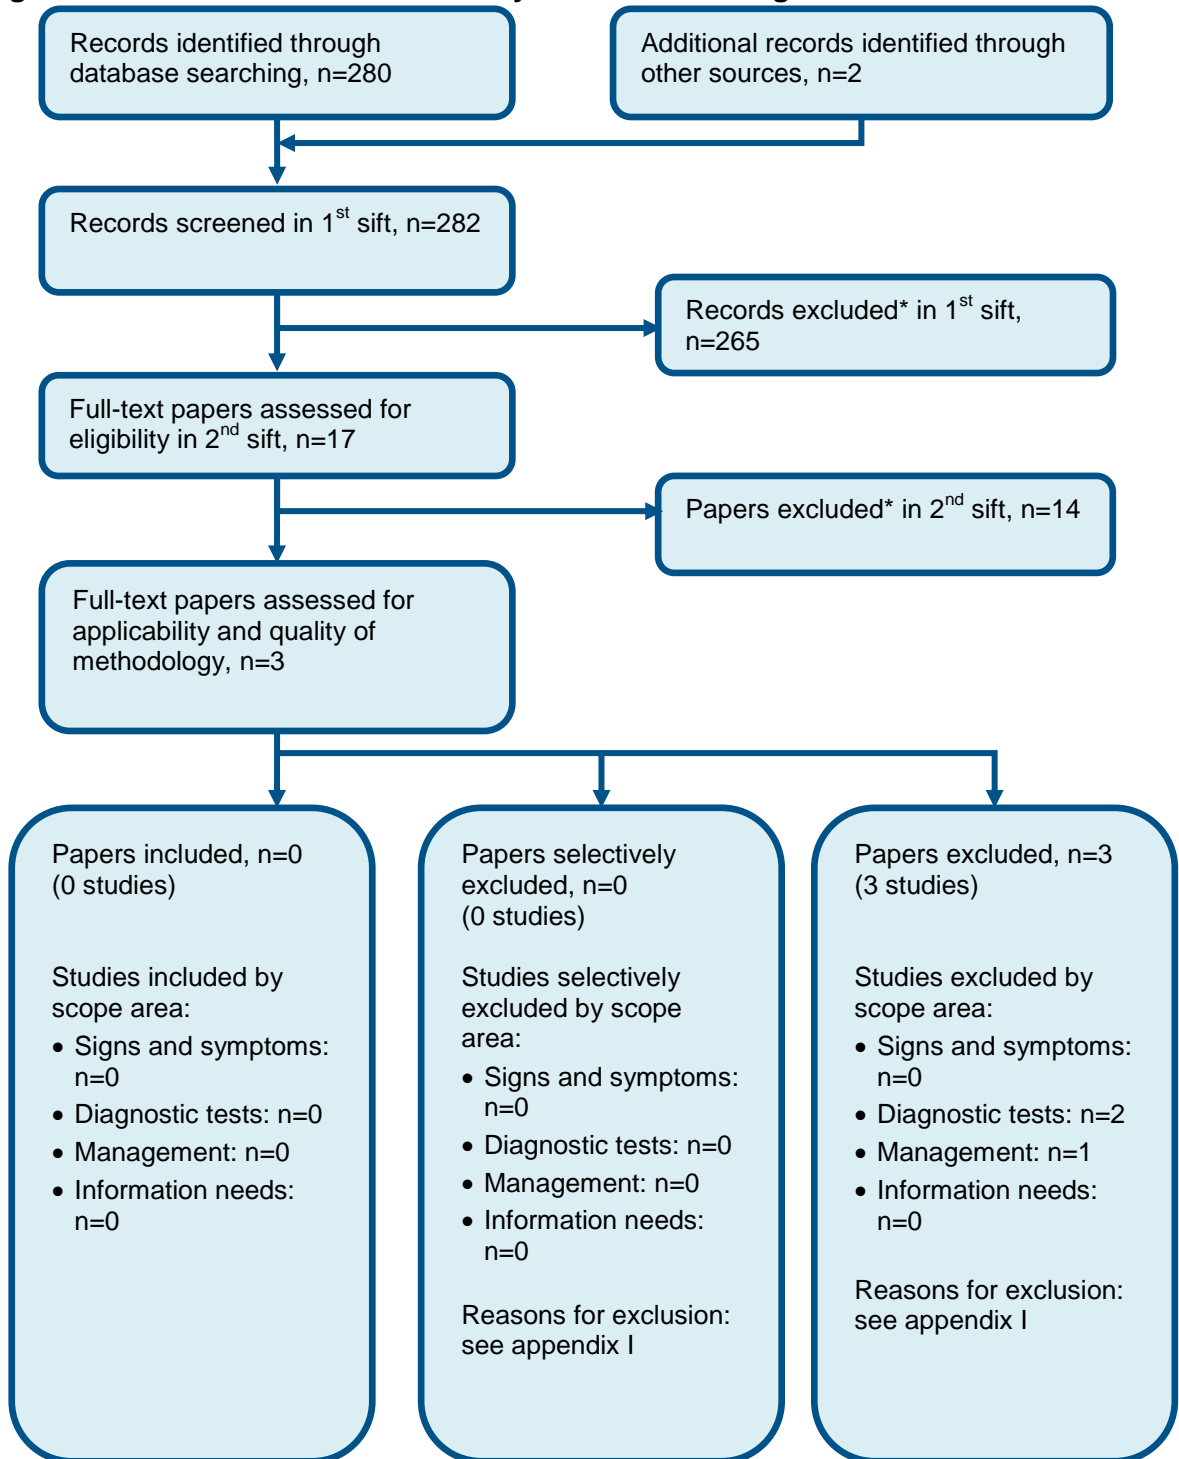 Records identified through
database searching, n=280
Additional records identified through
other sources, n=2
Records screened in 1st sift, n=282
Records excluded* in 1st sift,
n=265
Full-text papers assessed for
eligibility in 2nd sift, n=17
Papers excluded* in 2nd sift, n=14
Full-text papers assessed for
applicability and quality of
methodology, n=3
Papers included, n=0
(0 studies)
Studies included by
scope area:
• Signs and symptoms:
n=0
• Diagnostic tests: n=0
• Management: n=0
• Information needs:
n=0
Papers selectively
excluded, n=0
(0 studies)
Studies selectively
excluded by scope
area:
• Signs and symptoms:
n=0
• Diagnostic tests: n=0
• Management: n=0
• Information needs:
n=0
Reasons for exclusion:
see appendix I
Papers excluded, n=3
(3 studies)
Studies excluded by
scope area:
• Signs and symptoms:
n=0
• Diagnostic tests: n=2
• Management: n=1
• Information needs:
n=0
Reasons for exclusion:
see appendix I